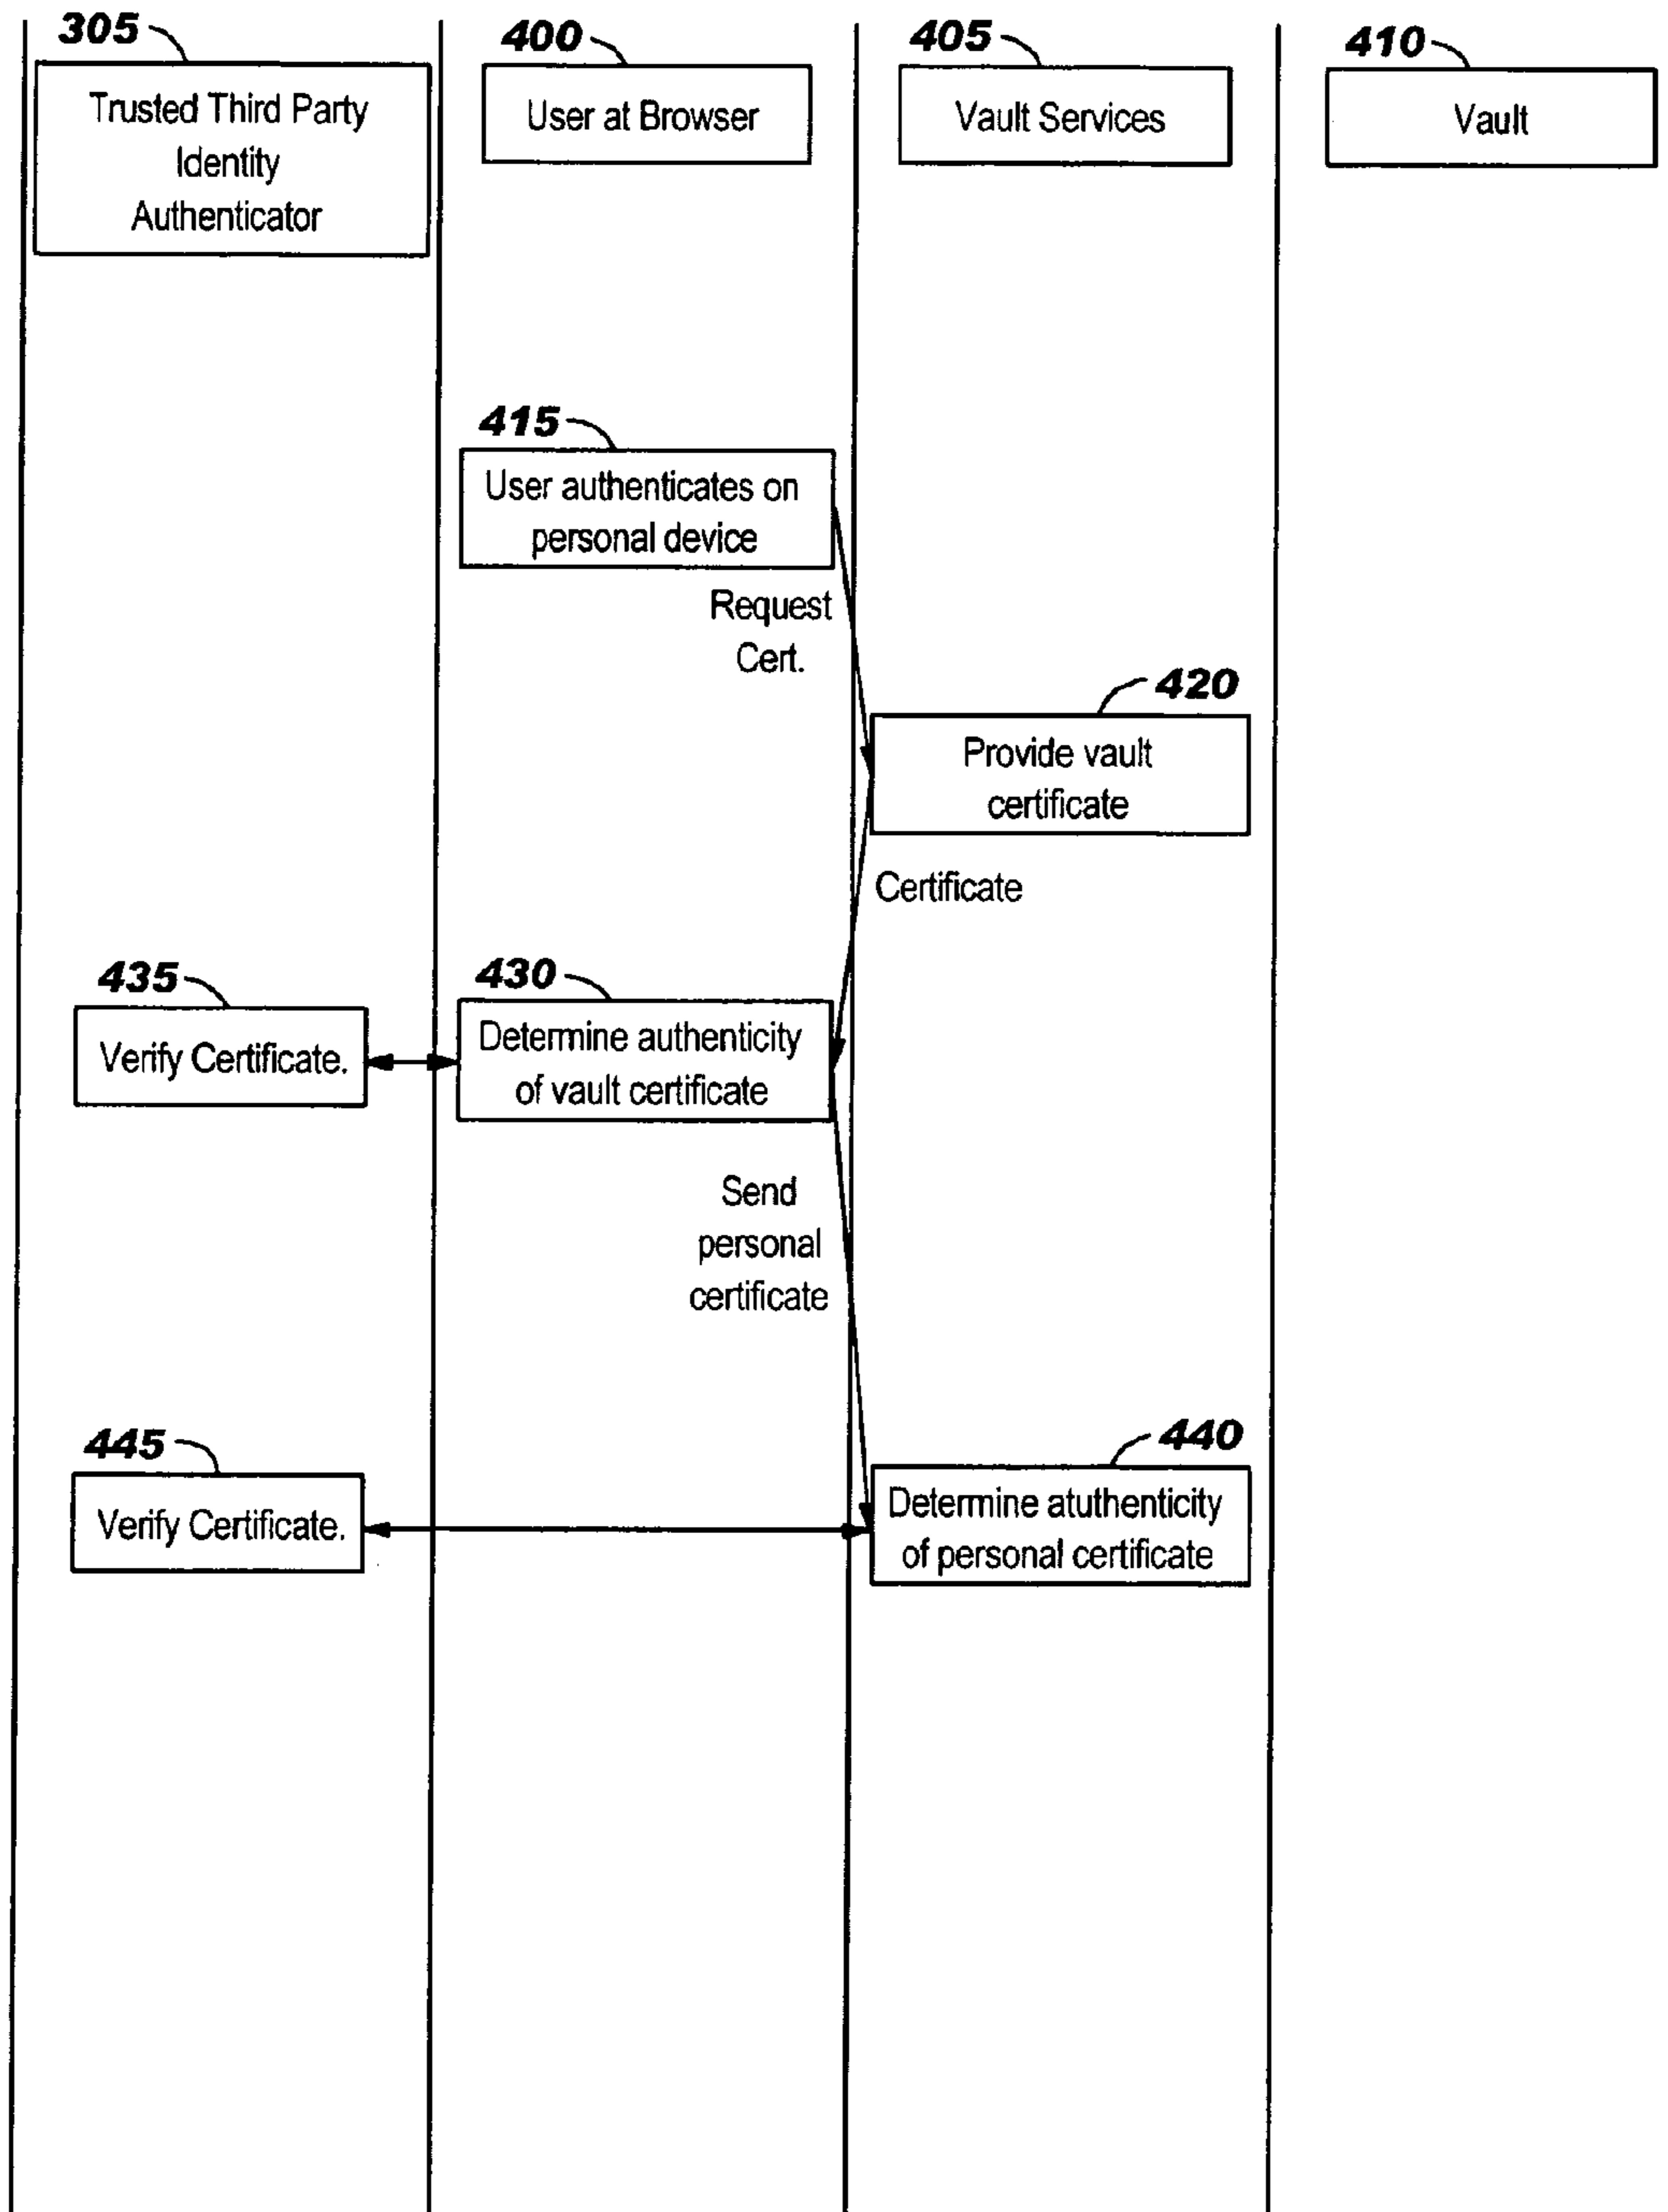 305
400
405
410
Trusted Third Party
Identity
Authenticator
User at Browser
Vault Services
Vault
415
User authenticates on
personal device
Request
Cert.
420
Provide vault
certificate
Certificate
435
430
Verify Certificate.
Determine authenticity
of vault certificate
Send
personal
certificate
445
440
Verify Certificate.
Determine atuthenticity
of personal certificate